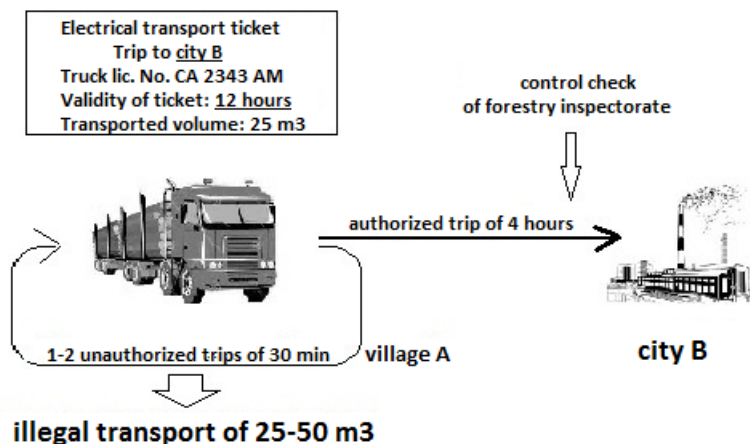 Electrical transport ticket
Trip to city B
Truck lic. No. CA 2343 AM
Validity of ticket: 12 hours
Transported volume: 25 m3
control check
of forestry inspectorate
authorized trip of 4 hours
1-2 unauthorized trips of 30 min
village A
city B
illegal transport of 25-50 m3